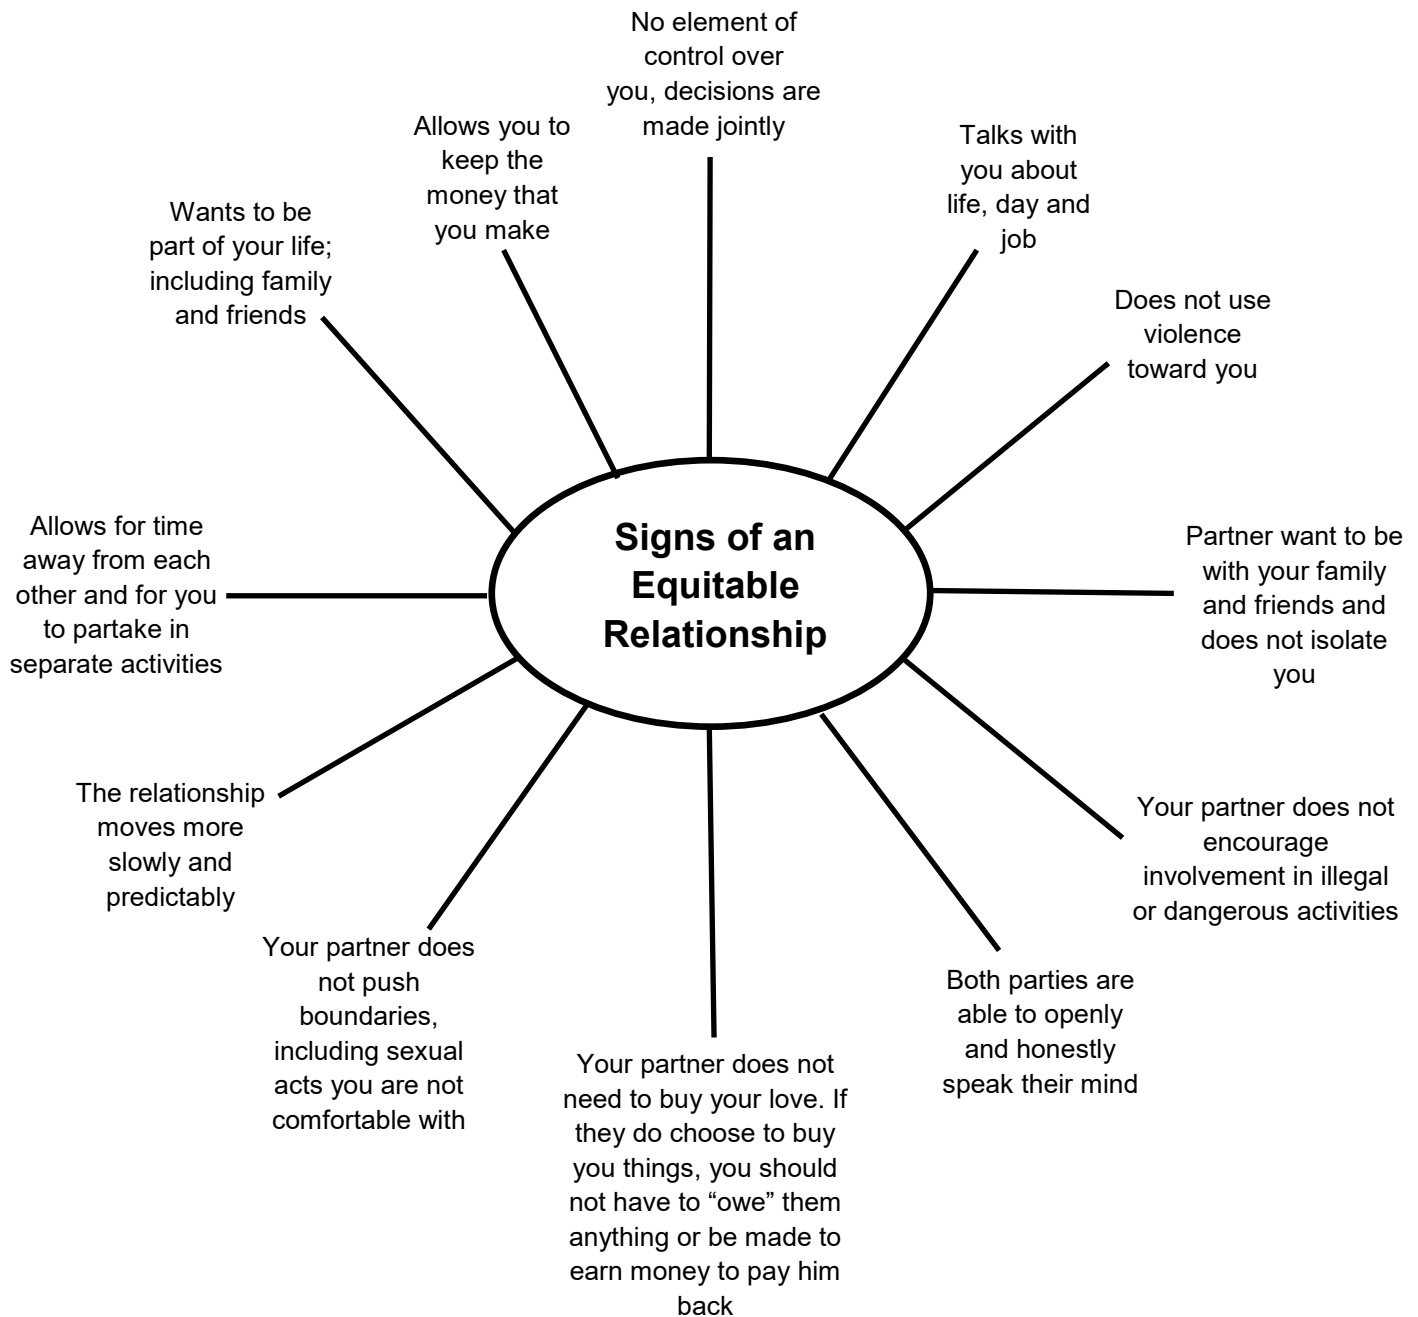 No element of
control over
you, decisions are
made jointly
Allows you to
keep the
money that
you make
Talks with
you about
life, day and
job
Wants to be
part of your life;
including family
and friends
Does not use
violence
toward you
Signs of an
Equitable
Relationship
Allows for time
away from each
other and for you
to partake in
separate activities
Partner want to be
with your family
and friends and
does not isolate
you
The relationship
moves more
slowly and
predictably
Your partner does not
encourage
involvement in illegal
or dangerous activities
Your partner does
not push
boundaries,
including sexual
acts you are not
comfortable with
Both parties are
able to openly
and honestly
speak their mind
Your partner does not
need to buy your love. If
they do choose to buy
you things, you should
not have to “owe” them
anything or be made to
earn money to pay him
back